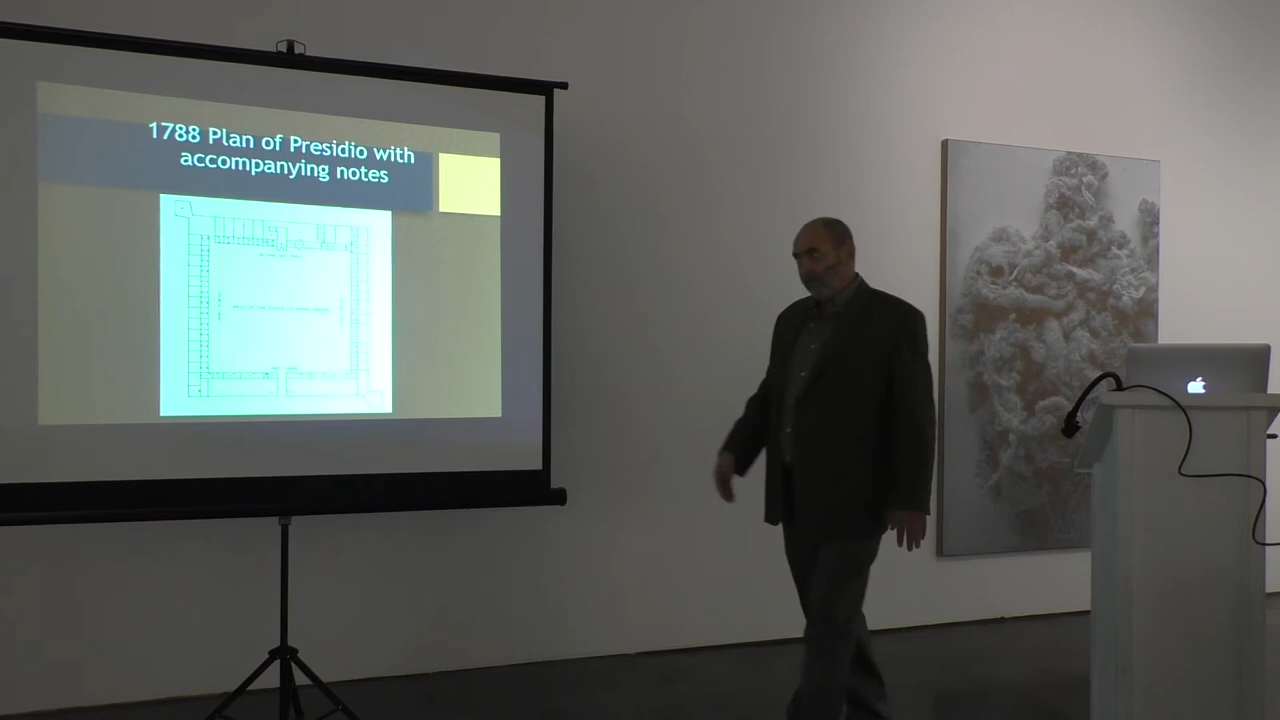 1788 Plan of Presidio with
accompanying notes